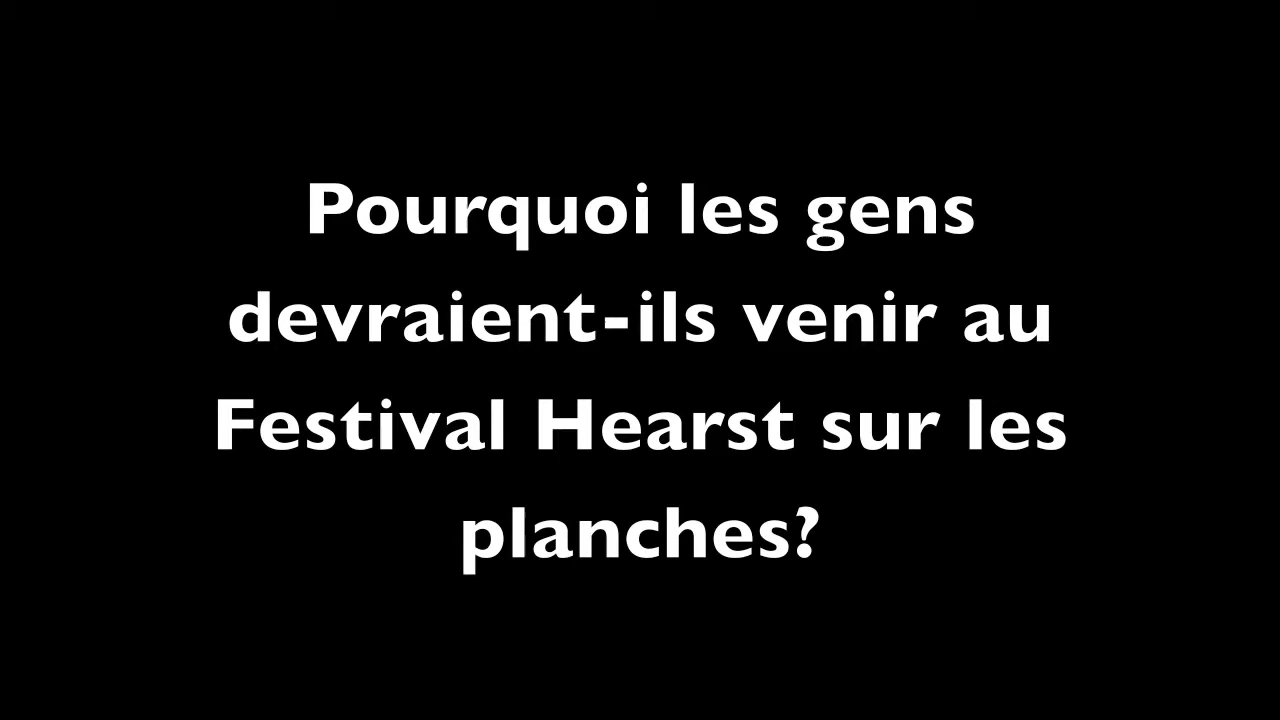 Pourquoi les gens
devraient-ils venir au
Festival Hearst sur les
planches?